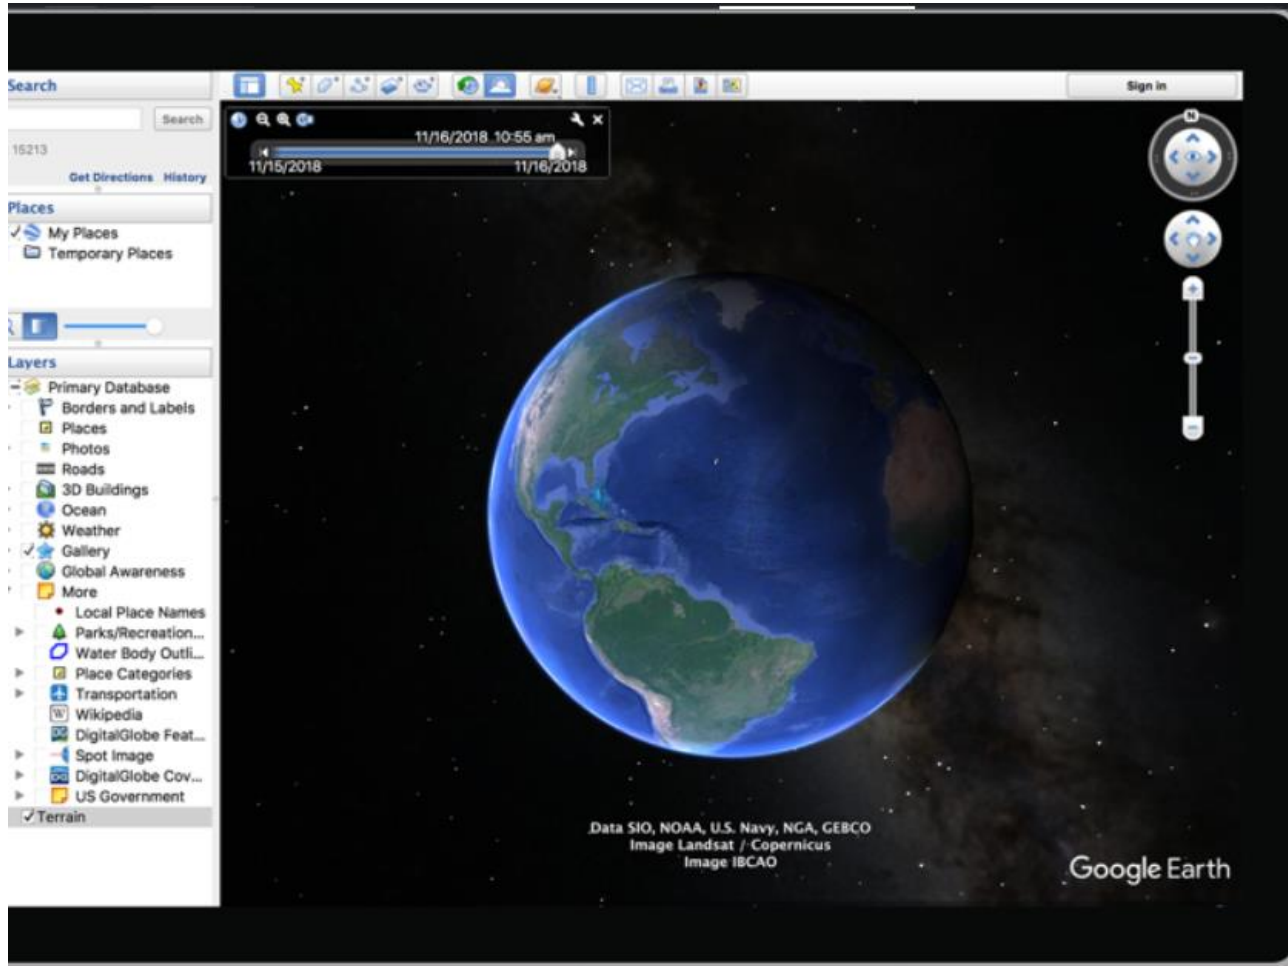 Search
Search
15213
Get Directions History
Places
My Places
Temporary Places
Layers
Primary Database
Borders and Labels
Places
Photos
Roads
3D Buildings
Ocean
Weather
Gallery
Global Awareness
More
Local Place Names
Parks/Recreation...
Water Body Outli...
Place Categories
Transportation
W Wikipedia
DigitalGlobe Feat...
Spot Image
DigitalGlobe Cov...
US Government
Terrain
Sign in
11/16/2018 10:55 am
11/15/2018 11/16/2018
N
Data SIO, NOAA, U.S. Navy, NGA, GEBCO
Image Landsat / Copernicus
Image IBCAO
Google Earth